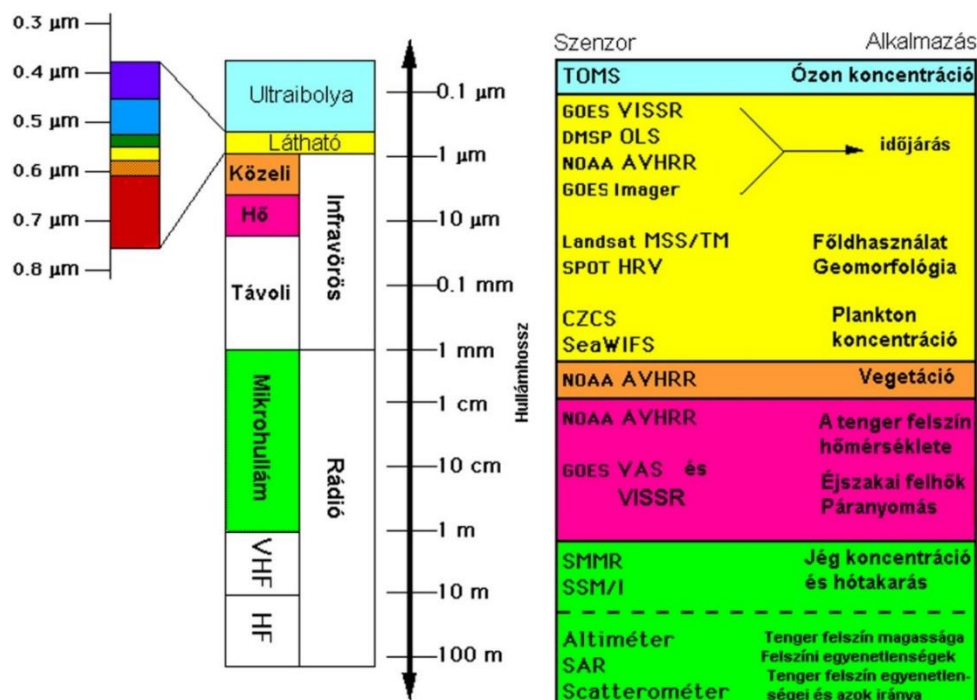 0.3 µm
0.4 µm
0.5 µm
0.6 µm
0.7 µm
0.8 µm
Ultraibolya
Látható
Közeli
Hő
Távoli
Infravörös
Mikrohullám
Rádió
VHF
HF
0.1 µm
1 µm
10 µm
0.1 mm
1 mm
1 cm
10 cm
1 m
10 m
100 m
Hullámhossz
Szenzor Alkalmazás
TOMS Ózon koncentráció
GOES VISSR
DMSP OLS
NOAA AVHRR
GOES Imager
időjárás
Landsat MSS/TM Földhasználat
SPOT HRV Geomorfológia
CZCS Plankton
SeaWIFS koncentráció
NOAA AVHRR Vegetáció
NOAA AVHRR A tenger felszín
hőmérséklete
GOES VAS és Éjszakai felhők
VISSR Páranyomás
SMMR Jég koncentráció
SSM/I és hótakarás
Altiméter Tenger felszín magassága
SAR Felszíni egyenetlenségek
Scatterométer Tenger felszín egyenetlen-
ségei és azok iránya